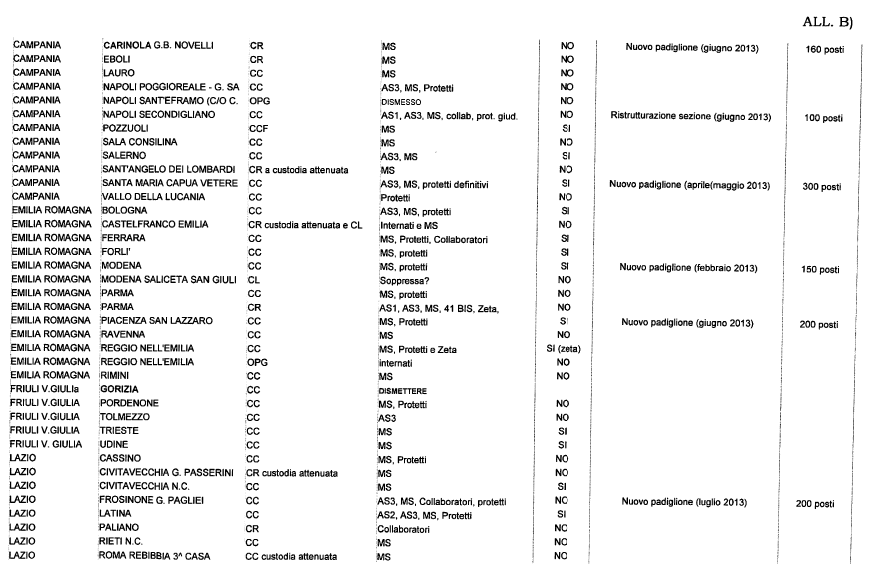 ALL. B)
CAMPANIA CARINOLA G.B. NOVELLI CR MS NO Nuovo padiglione (giugno 2013) 160 posti
CAMPANIA EBOLI CR MS NO
CAMPANIA LAURO CC MS NO
CAMPANIA NAPOLI POGGIOREALE - G. SA CC AS3, MS, Protetti NO
CAMPANIA NAPOLI SANT'EFRAMO (C/O C. OPG DISMESSO NO
CAMPANIA NAPOLI SECONDIGLIANO CC AS1, AS3, MS, collab, prot. giud. NO Ristrutturazione sezione (giugno 2013) 100 posti
CAMPANIA POZZUOLI CCF MS SI
CAMPANIA SALA CONSILINA CC MS NO
CAMPANIA SALERNO CC AS3, MS SI
CAMPANIA SANT'ANGELO DEI LOMBARDI CR a custodia attenuata MS NO
CAMPANIA SANTA MARIA CAPUA VETERE CC AS3, MS, protetti definitivi SI Nuovo padiglione (aprile(maggio 2013) 300 posti
CAMPANIA VALLO DELLA LUCANIA CC Protetti NO
EMILIA ROMAGNA BOLOGNA CC AS3, MS, protetti SI
EMILIA ROMAGNA CASTELFRANCO EMILIA CR custodia attenuata e CL Internati e MS NO
EMILIA ROMAGNA FERRARA CC MS, Protetti, Collaboratori SI
EMILIA ROMAGNA FORLI' CC MS, protetti SI
EMILIA ROMAGNA MODENA CC MS, protetti SI Nuovo padiglione (febbraio 2013) 150 posti
EMILIA ROMAGNA MODENA SALICETA SAN GIULI CL Soppressa? NO
EMILIA ROMAGNA PARMA CC MS, protetti NO
EMILIA ROMAGNA PARMA CR AS1, AS3, MS, 41 BIS, Zeta, NO
EMILIA ROMAGNA PIACENZA SAN LAZZARO CC MS, Protetti SI Nuovo padiglione (giugno 2013) 200 posti
EMILIA ROMAGNA RAVENNA CC MS NO
EMILIA ROMAGNA REGGIO NELL'EMILIA CC MS, Protetti e Zeta SI (zeta)
EMILIA ROMAGNA REGGIO NELL'EMILIA OPG internati NO
EMILIA ROMAGNA RIMINI CC MS NO
FRIULI V.GIULIa GORIZIA CC DISMETTERE
FRIULI V.GIULIA PORDENONE CC MS, Protetti NO
FRIULI V.GIULIA TOLMEZZO CC AS3 NO
FRIULI V.GIULIA TRIESTE CC MS SI
FRIULI V. GIULIA UDINE CC MS SI
LAZIO CASSINO CC MS, Protetti NO
LAZIO CIVITAVECCHIA G. PASSERINI CR custodia attenuata MS NO
LAZIO CIVITAVECCHIA N.C. CC MS SI
LAZIO FROSINONE G. PAGLIEI CC AS3, MS, Collaboratori, protetti NO Nuovo padiglione (luglio 2013) 200 posti
LAZIO LATINA CC AS2, AS3, MS, Protetti SI
LAZIO PALIANO CR Collaboratori NO
LAZIO RIETI N.C. CC MS NO
LAZIO ROMA REBIBBIA 3^ CASA CC custodia attenuata MS NO